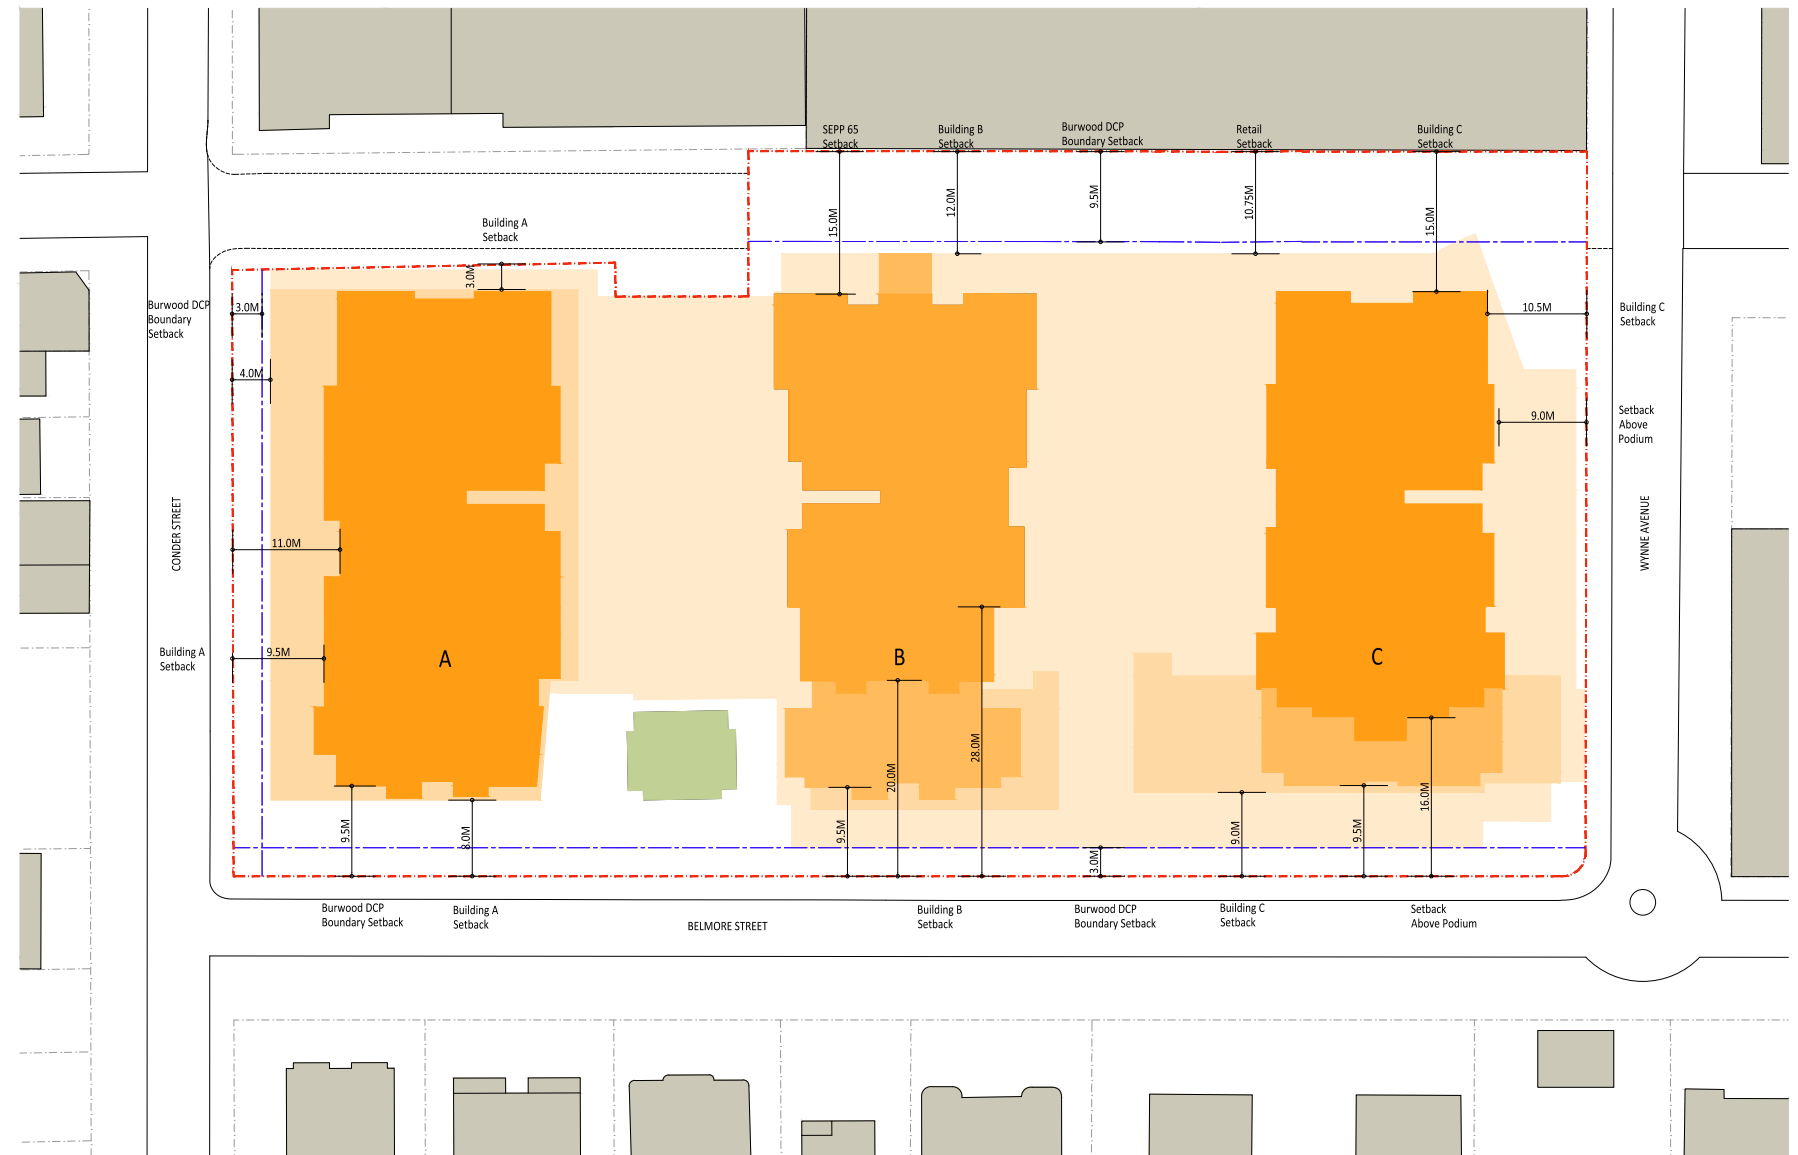 SEPP 65
Setback
Building B
Setback
Burwood DCP
Boundary Setback
Retail
Setback
Building C
Setback
15.0M
12.0M
9.5M
10.75M
15.0M
Building A
Setback
3.0M
Burwood DCP
Boundary
Setback
3.0M
10.5M
Building C
Setback
4.0M
9.0M
Setback
Above
Podium
CONDER STREET
11.0M
WYNNE AVENUE
Building A
Setback
9.5M
A
B
C
28.0M
20.0M
16.0M
9.5M
8.0M
9.5M
3.0M
9.0M
9.5M
Burwood DCP
Boundary Setback
Building A
Setback
BELMORE STREET
Building B
Setback
Burwood DCP
Boundary Setback
Building C
Setback
Setback
Above Podium